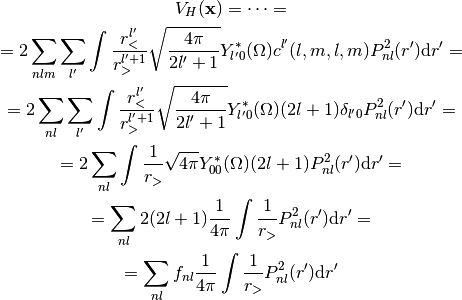 V_H(\mathbf{x}) = \cdots =
= 2 \sum_{nlm} \sum_{l'} \int \frac{r_<^{l'}}{r_>^{l'+1}} \sqrt{\frac{4\pi}{2l'+1}} Y_{l'0}^*(\Omega) c^{l'}(l, m, l, m) P_{nl}^2(r') \mathrm{d}r' =
= 2 \sum_{nl} \sum_{l'} \int \frac{r_<^{l'}}{r_>^{l'+1}} \sqrt{\frac{4\pi}{2l'+1}} Y_{l'0}^*(\Omega) (2l+1) \delta_{l'0} P_{nl}^2(r') \mathrm{d}r' =
= 2 \sum_{nl} \int \frac{1}{r_>} \sqrt{4\pi} Y_{00}^*(\Omega) (2l+1) P_{nl}^2(r') \mathrm{d}r' =
= \sum_{nl} 2(2l+1) \frac{1}{4\pi} \int \frac{1}{r_>} P_{nl}^2(r') \mathrm{d}r' =
= \sum_{nl} f_{nl} \frac{1}{4\pi} \int \frac{1}{r_>} P_{nl}^2(r') \mathrm{d}r'